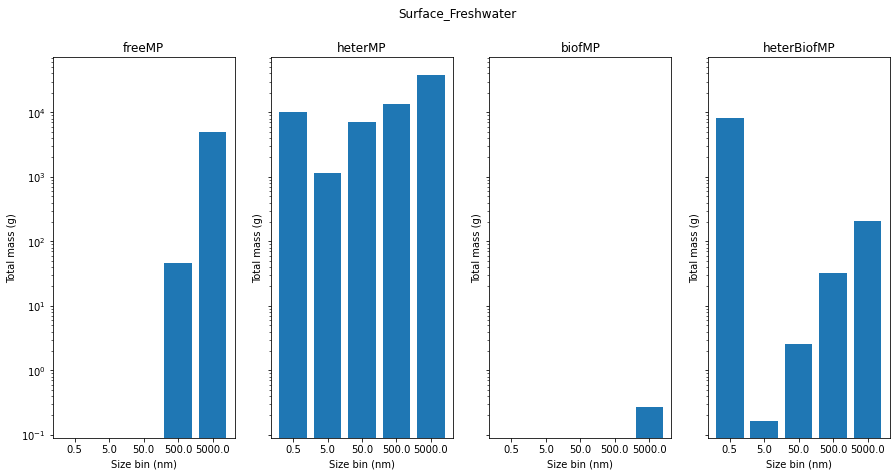 Surface_Freshwater
freeMP
heterMP
biofMP
heterBiofMP
Total mass (g)
10⁴
10³
10²
10¹
10⁰
10⁻¹
0.5 5.0 50.0 500.0 5000.0
Size bin (nm)
Total mass (g)
0.5 5.0 50.0 500.0 5000.0
Size bin (nm)
Total mass (g)
0.5 5.0 50.0 500.0 5000.0
Size bin (nm)
Total mass (g)
0.5 5.0 50.0 500.0 5000.0
Size bin (nm)